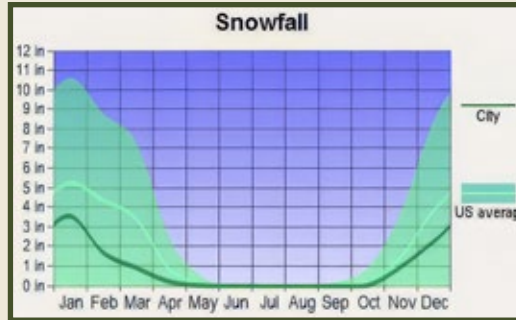 Snowfall
12 in
11 in
10 in
9 in
8 in
7 in
6 in
5 in
4 in
3 in
2 in
1 in
0 in
Jan Feb Mar Apr May Jun Jul Aug Sep Oct Nov Dec
City
US averag